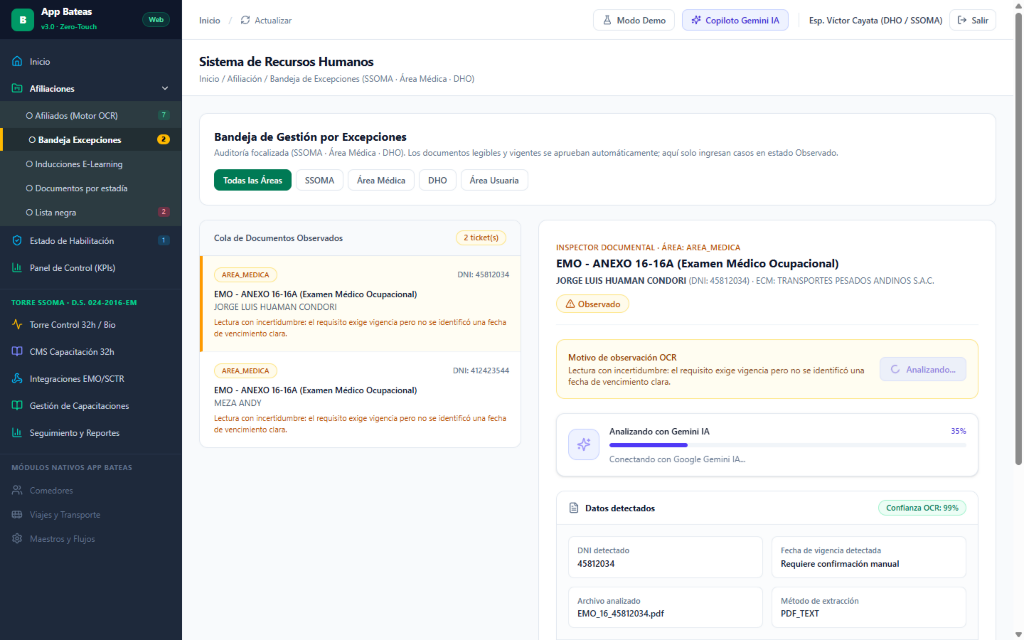 B
App Bateas
v3.0 · Zero-Touch
Web
Inicio
Afiliaciones
Afiliados (Motor OCR)
7
Bandeja Excepciones
2
Inducciones E-Learning
Documentos por estadía
Lista negra
2
Estado de Habilitación
1
Panel de Control (KPIs)
TORRE SSOMA · D.S. 024-2016-EM
Torre Control 32h / Bio
CMS Capacitación 32h
Integraciones EMO/SCTR
Gestión de Capacitaciones
Seguimiento y Reportes
MÓDULOS NATIVOS APP BATEAS
Comedores
Viajes y Transporte
Maestros y Flujos
Inicio / Actualizar
Modo Demo
Copiloto Gemini IA
Esp. Víctor Cayata (DHO / SSOMA)
Salir
Sistema de Recursos Humanos
Inicio / Afiliación / Bandeja de Excepciones (SSOMA · Área Médica · DHO)
Bandeja de Gestión por Excepciones
Auditoría focalizada (SSOMA · Área Médica · DHO). Los documentos legibles y vigentes se aprueban automáticamente; aquí solo ingresan casos en estado Observado.
Todas las Áreas
SSOMA
Área Médica
DHO
Área Usuaria
Cola de Documentos Observados
2 ticket(s)
AREA_MEDICA
DNI: 45812034
EMO - ANEXO 16-16A (Examen Médico Ocupacional)
JORGE LUIS HUAMAN CONDORI
Lectura con incertidumbre: el requisito exige vigencia pero no se identificó una fecha
de vencimiento clara.
AREA_MEDICA
DNI: 412423544
EMO - ANEXO 16-16A (Examen Médico Ocupacional)
MEZA ANDY
Lectura con incertidumbre: el requisito exige vigencia pero no se identificó una fecha
de vencimiento clara.
INSPECTOR DOCUMENTAL · ÁREA: AREA_MEDICA
EMO - ANEXO 16-16A (Examen Médico Ocupacional)
JORGE LUIS HUAMAN CONDORI (DNI: 45812034) · ECM: TRANSPORTES PESADOS ANDINOS S.A.C.
Observado
Motivo de observación OCR
Lectura con incertidumbre: el requisito exige vigencia pero no se identificó una
fecha de vencimiento clara.
Analizando...
Analizando con Gemini IA
35%
Conectando con Google Gemini IA...
Datos detectados
Confianza OCR: 99%
DNI detectado
45812034
Fecha de vigencia detectada
Requiere confirmación manual
Archivo analizado
EMO_16_45812034.pdf
Método de extracción
PDF_TEXT